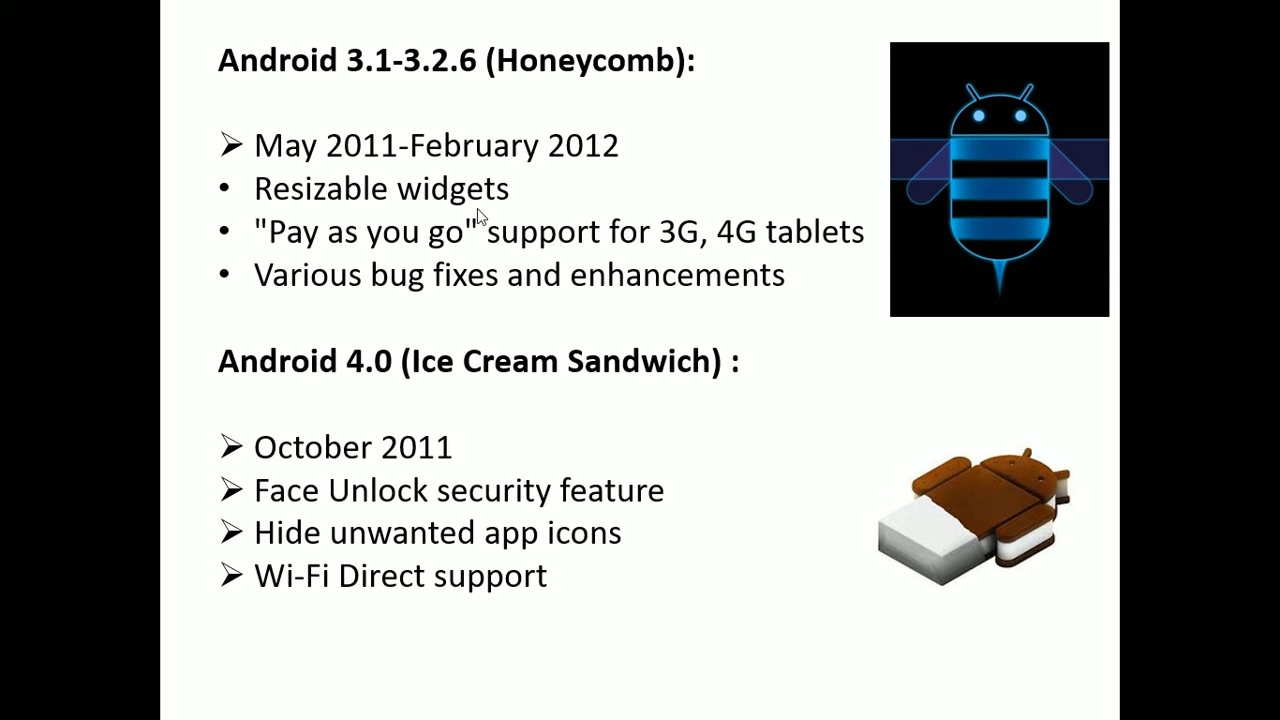 Android 3.1-3.2.6 (Honeycomb):
➢ May 2011-February 2012
• Resizable widgets
• "Pay as you go" support for 3G, 4G tablets
• Various bug fixes and enhancements
Android 4.0 (Ice Cream Sandwich) :
➢ October 2011
➢ Face Unlock security feature
➢ Hide unwanted app icons
➢ Wi-Fi Direct support